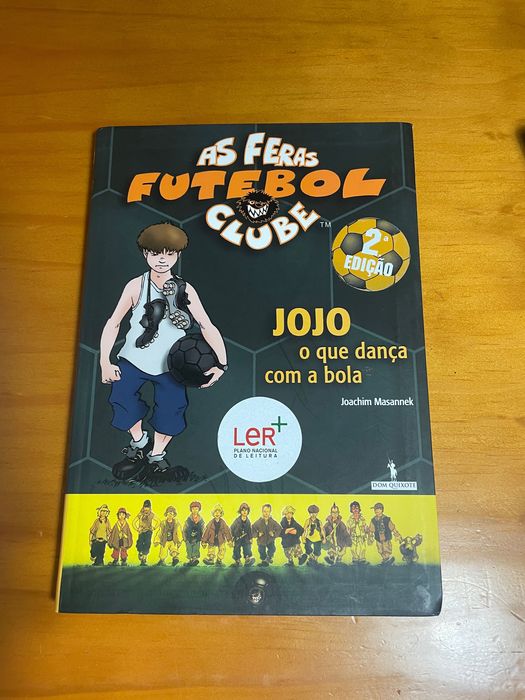 AS FERAS
FUTEBOL
CLUBE
TM
2ª
EDIÇÃO
JOJO
o que dança
com a bola
Joachim Masannek
LeR+
PLANO NACIONAL
DE LEITURA
DOM QUIXOTE